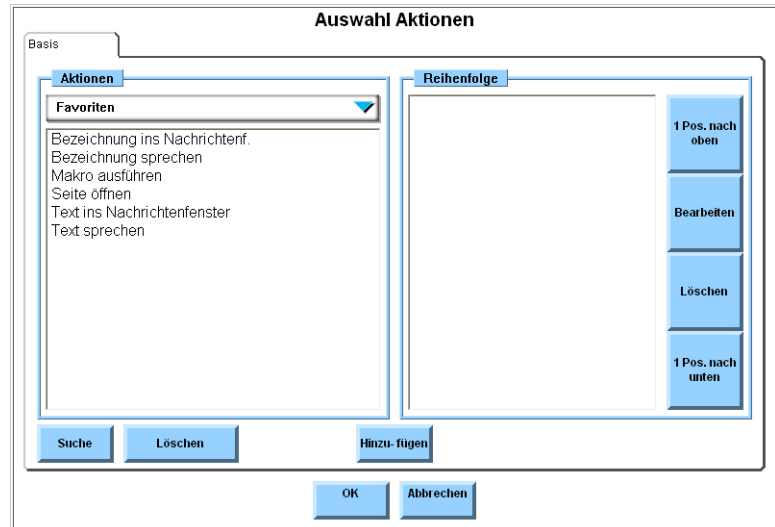 Auswahl Aktionen
Basis
Aktionen
Favoriten
Bezeichnung ins Nachrichtenf.
Bezeichnung sprechen
Makro ausführen
Seite öffnen
Text ins Nachrichtenfenster
Text sprechen
Reihenfolge
1 Pos. nach
oben
Bearbeiten
Löschen
1 Pos. nach
unten
Suche
Löschen
Hinzu- fügen
OK
Abbrechen